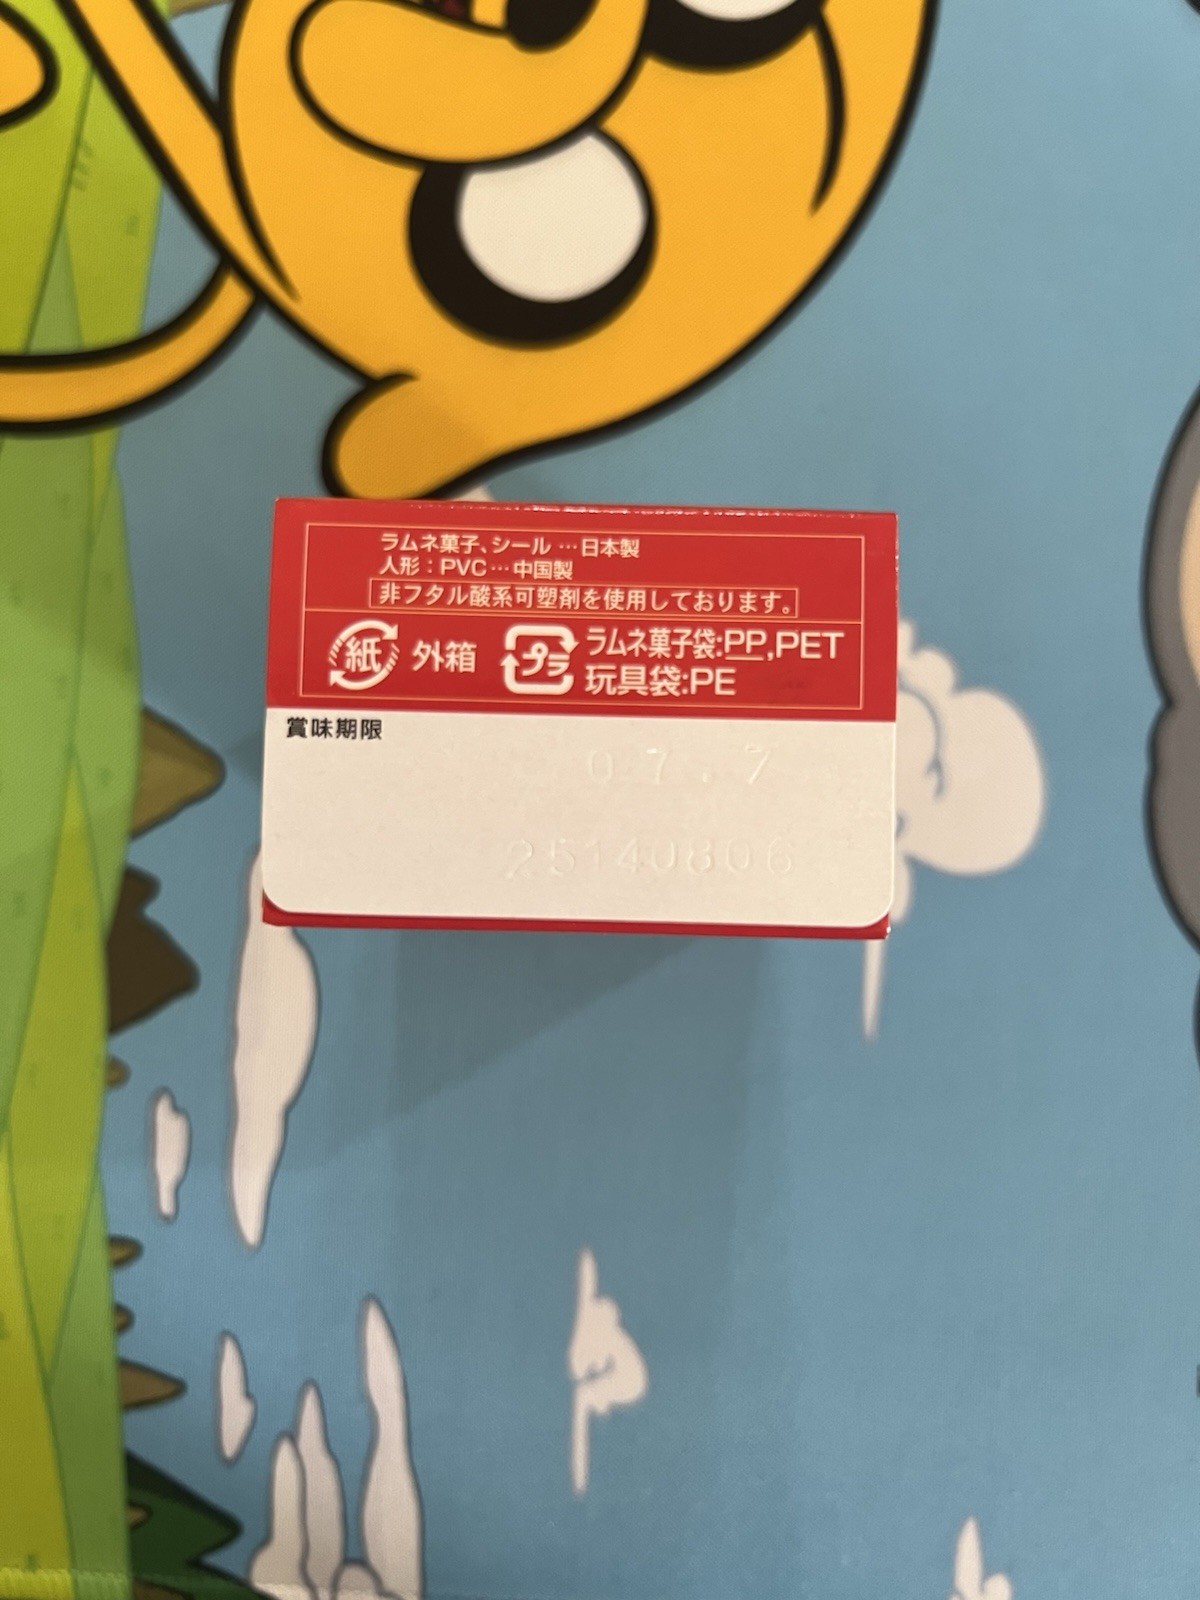 ラムネ菓子、シール…日本製
人形：PVC…中国製
非フタル酸系可塑剤を使用しております。
紙 外箱 プラ ラムネ菓子袋:PP,PET
玩具袋:PE
賞味期限
07.7
25140806